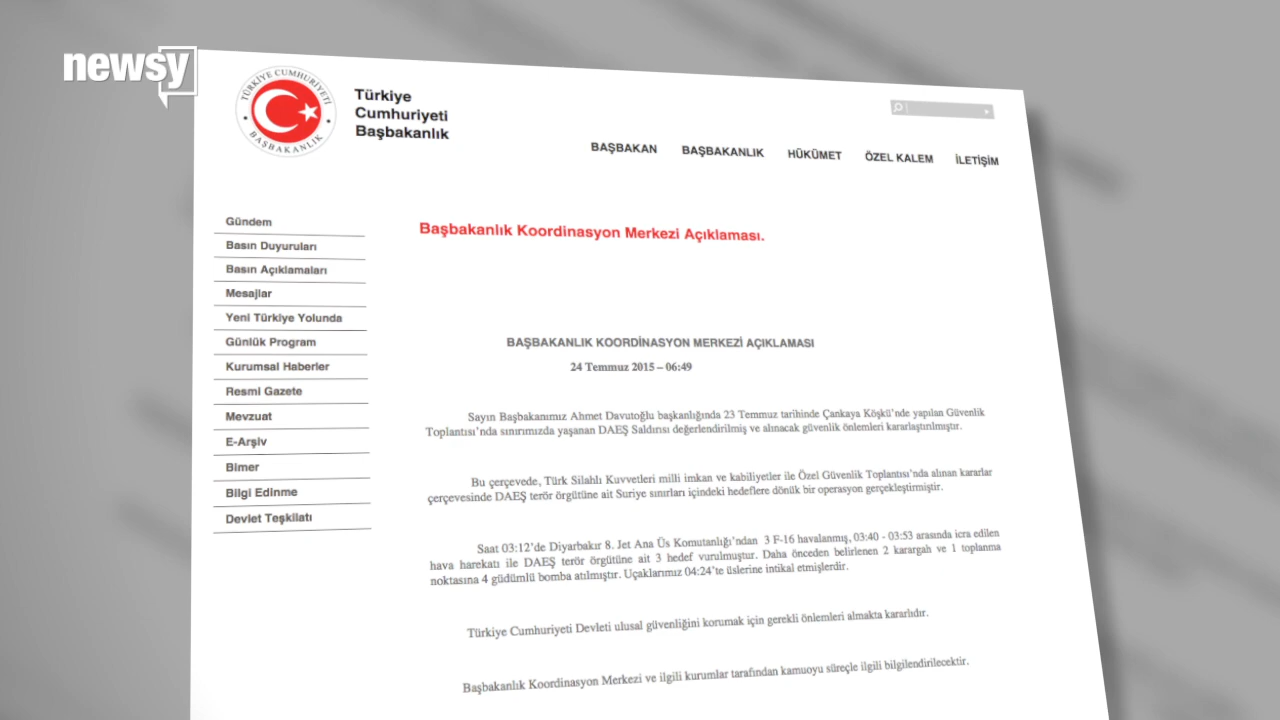 newsy
TÜRKİYE CUMHURİYETİ
BAŞBAKANLIK
Türkiye
Cumhuriyeti
Başbakanlık
BAŞBAKAN BAŞBAKANLIK HÜKÜMET ÖZEL KALEM İLETİŞİM
Gündem
Basın Duyuruları
Basın Açıklamaları
Mesajlar
Yeni Türkiye Yolunda
Günlük Program
Kurumsal Haberler
Resmi Gazete
Mevzuat
E-Arşiv
Bimer
Bilgi Edinme
Devlet Teşkilatı
Başbakanlık Koordinasyon Merkezi Açıklaması.
BAŞBAKANLIK KOORDİNASYON MERKEZİ AÇIKLAMASI
24 Temmuz 2015 – 06:49
Sayın Başbakanımız Ahmet Davutoğlu başkanlığında 23 Temmuz tarihinde Çankaya Köşkü'nde yapılan Güvenlik
Toplantısı'nda sınırımızda yaşanan DAEŞ Saldırısı değerlendirilmiş ve alınacak güvenlik önlemleri kararlaştırılmıştır.
Bu çerçevede, Türk Silahlı Kuvvetleri milli imkan ve kabiliyetler ile Özel Güvenlik Toplantısı'nda alınan kararlar
çerçevesinde DAEŞ terör örgütüne ait Suriye sınırları içindeki hedeflere dönük bir operasyon gerçekleştirmiştir.
Saat 03:12'de Diyarbakır 8. Jet Ana Üs Komutanlığı'ndan 3 F-16 havalanmış, 03:40 - 03:53 arasında icra edilen
hava harekatı ile DAEŞ terör örgütüne ait 3 hedef vurulmuştur. Daha önceden belirlenen 2 karargah ve 1 toplanma
noktasına 4 güdümlü bomba atılmıştır. Uçaklarımız 04:24'te üslerine intikal etmişlerdir.
Türkiye Cumhuriyeti Devleti ulusal güvenliğini korumak için gerekli önlemleri almakta kararlıdır.
Başbakanlık Koordinasyon Merkezi ve ilgili kurumlar tarafından kamuoyu süreçle ilgili bilgilendirilecektir.